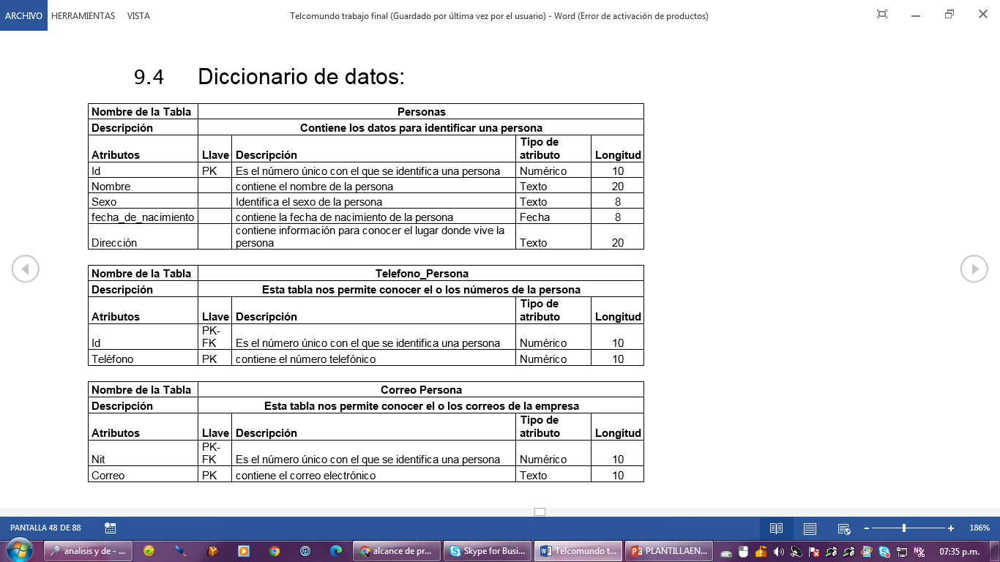 ARCHIVO HERRAMIENTAS VISTA Telcomundo trabajo final (Guardado por última vez por el usuario) - Word (Error de activación de productos)
9.4 Diccionario de datos:
Nombre de la Tabla Personas
Descripción Contiene los datos para identificar una persona
Atributos Llave Descripción Tipo de atributo Longitud
Id PK Es el número único con el que se identifica una persona Numérico 10
Nombre contiene el nombre de la persona Texto 20
Sexo Identifica el sexo de la persona Texto 8
fecha_de_nacimiento contiene la fecha de nacimiento de la persona Fecha 8
Dirección contiene información para conocer el lugar donde vive la persona Texto 20
Nombre de la Tabla Telefono_Persona
Descripción Esta tabla nos permite conocer el o los números de la persona
Atributos Llave Descripción Tipo de atributo Longitud
Id PK-FK Es el número único con el que se identifica una persona Numérico 10
Teléfono PK contiene el número telefónico Numérico 10
Nombre de la Tabla Correo Persona
Descripción Esta tabla nos permite conocer el o los correos de la empresa
Atributos Llave Descripción Tipo de atributo Longitud
Nit PK-FK Es el número único con el que se identifica una persona Numérico 10
Correo PK contiene el correo electrónico Texto 10
PANTALLA 48 DE 88 186%
analisis y de - ... alcance de pr... Skype for Busi... Telcomundo t... PLANTILLAEN... 07:35 p.m.